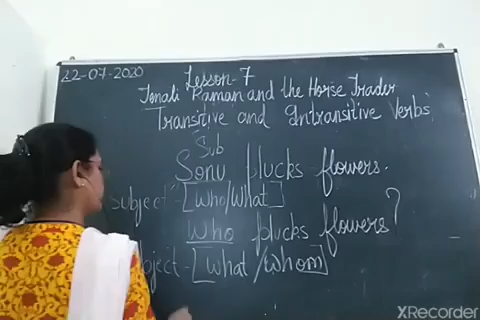 22-07-2020
Lesson-7
Tenali Raman and the Horse Trader
Transitive and Intransitive Verbs
Sub
Sonu plucks flowers.
subject - [Who/What]
Who plucks flowers?
bject - [What/Whom]
XRecorder